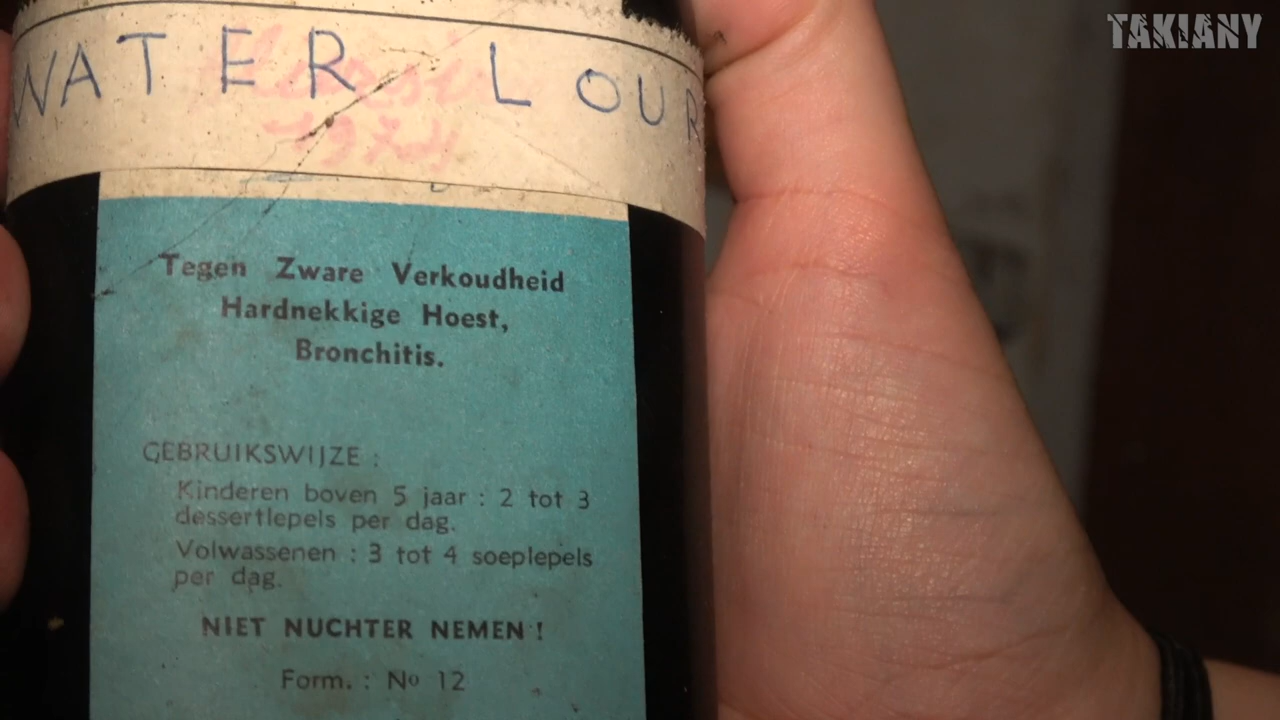 TAKIANY
WATER LOUR
1974
Tegen Zware Verkoudheid
Hardnekkige Hoest,
Bronchitis.
GEBRUIKSWIJZE :
Kinderen boven 5 jaar : 2 tot 3
dessertlepels per dag.
Volwassenen : 3 tot 4 soeplepels
per dag.
NIET NUCHTER NEMEN !
Form. : No 12